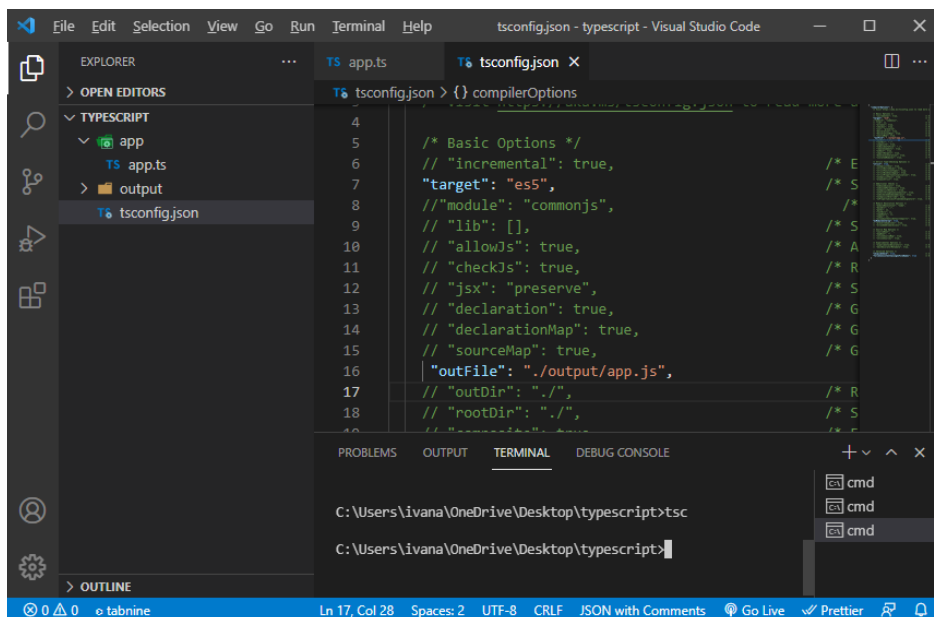 File Edit Selection View Go Run Terminal Help tsconfig.json - typescript - Visual Studio Code
EXPLORER
TS app.ts
tsconfig.json
OPEN EDITORS
tsconfig.json > {} compilerOptions
TYPESCRIPT
app
TS app.ts
output
tsconfig.json
4
5 /* Basic Options */
6 // "incremental": true, /* E
7 "target": "es5", /* S
8 //"module": "commonjs", /*
9 // "lib": [], /* S
10 // "allowJs": true, /* A
11 // "checkJs": true, /* R
12 // "jsx": "preserve", /* S
13 // "declaration": true, /* G
14 // "declarationMap": true, /* G
15 // "sourceMap": true, /* G
16 "outFile": "./output/app.js",
17 // "outDir": "./", /* R
18 // "rootDir": "./", /* S
PROBLEMS OUTPUT TERMINAL DEBUG CONSOLE
cmd
cmd
cmd
C:\Users\ivana\OneDrive\Desktop\typescript>tsc
C:\Users\ivana\OneDrive\Desktop\typescript>
OUTLINE
0 0 tabnine Ln 17, Col 28 Spaces: 2 UTF-8 CRLF JSON with Comments Go Live Prettier